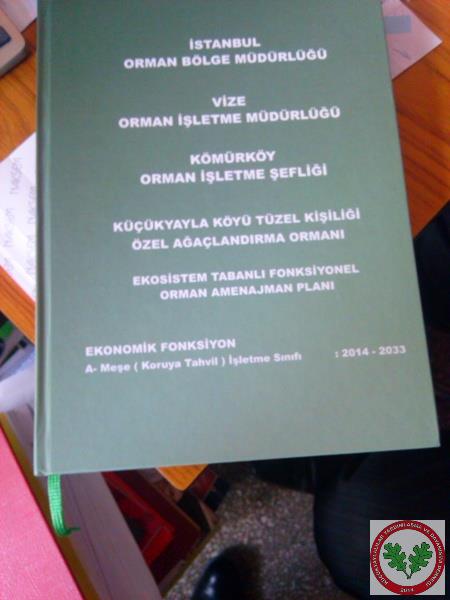 İSTANBUL
ORMAN BÖLGE MÜDÜRLÜĞÜ
VİZE
ORMAN İŞLETME MÜDÜRLÜĞÜ
KÖMÜRKÖY
ORMAN İŞLETME ŞEFLİĞİ
KÜÇÜKYAYLA KÖYÜ TÜZEL KİŞİLİĞİ
ÖZEL AĞAÇLANDIRMA ORMANI
EKOSİSTEM TABANLI FONKSİYONEL
ORMAN AMENAJMAN PLANI
EKONOMİK FONKSİYON
A- Meşe ( Koruya Tahvil ) İşletme Sınıfı : 2014 - 2033